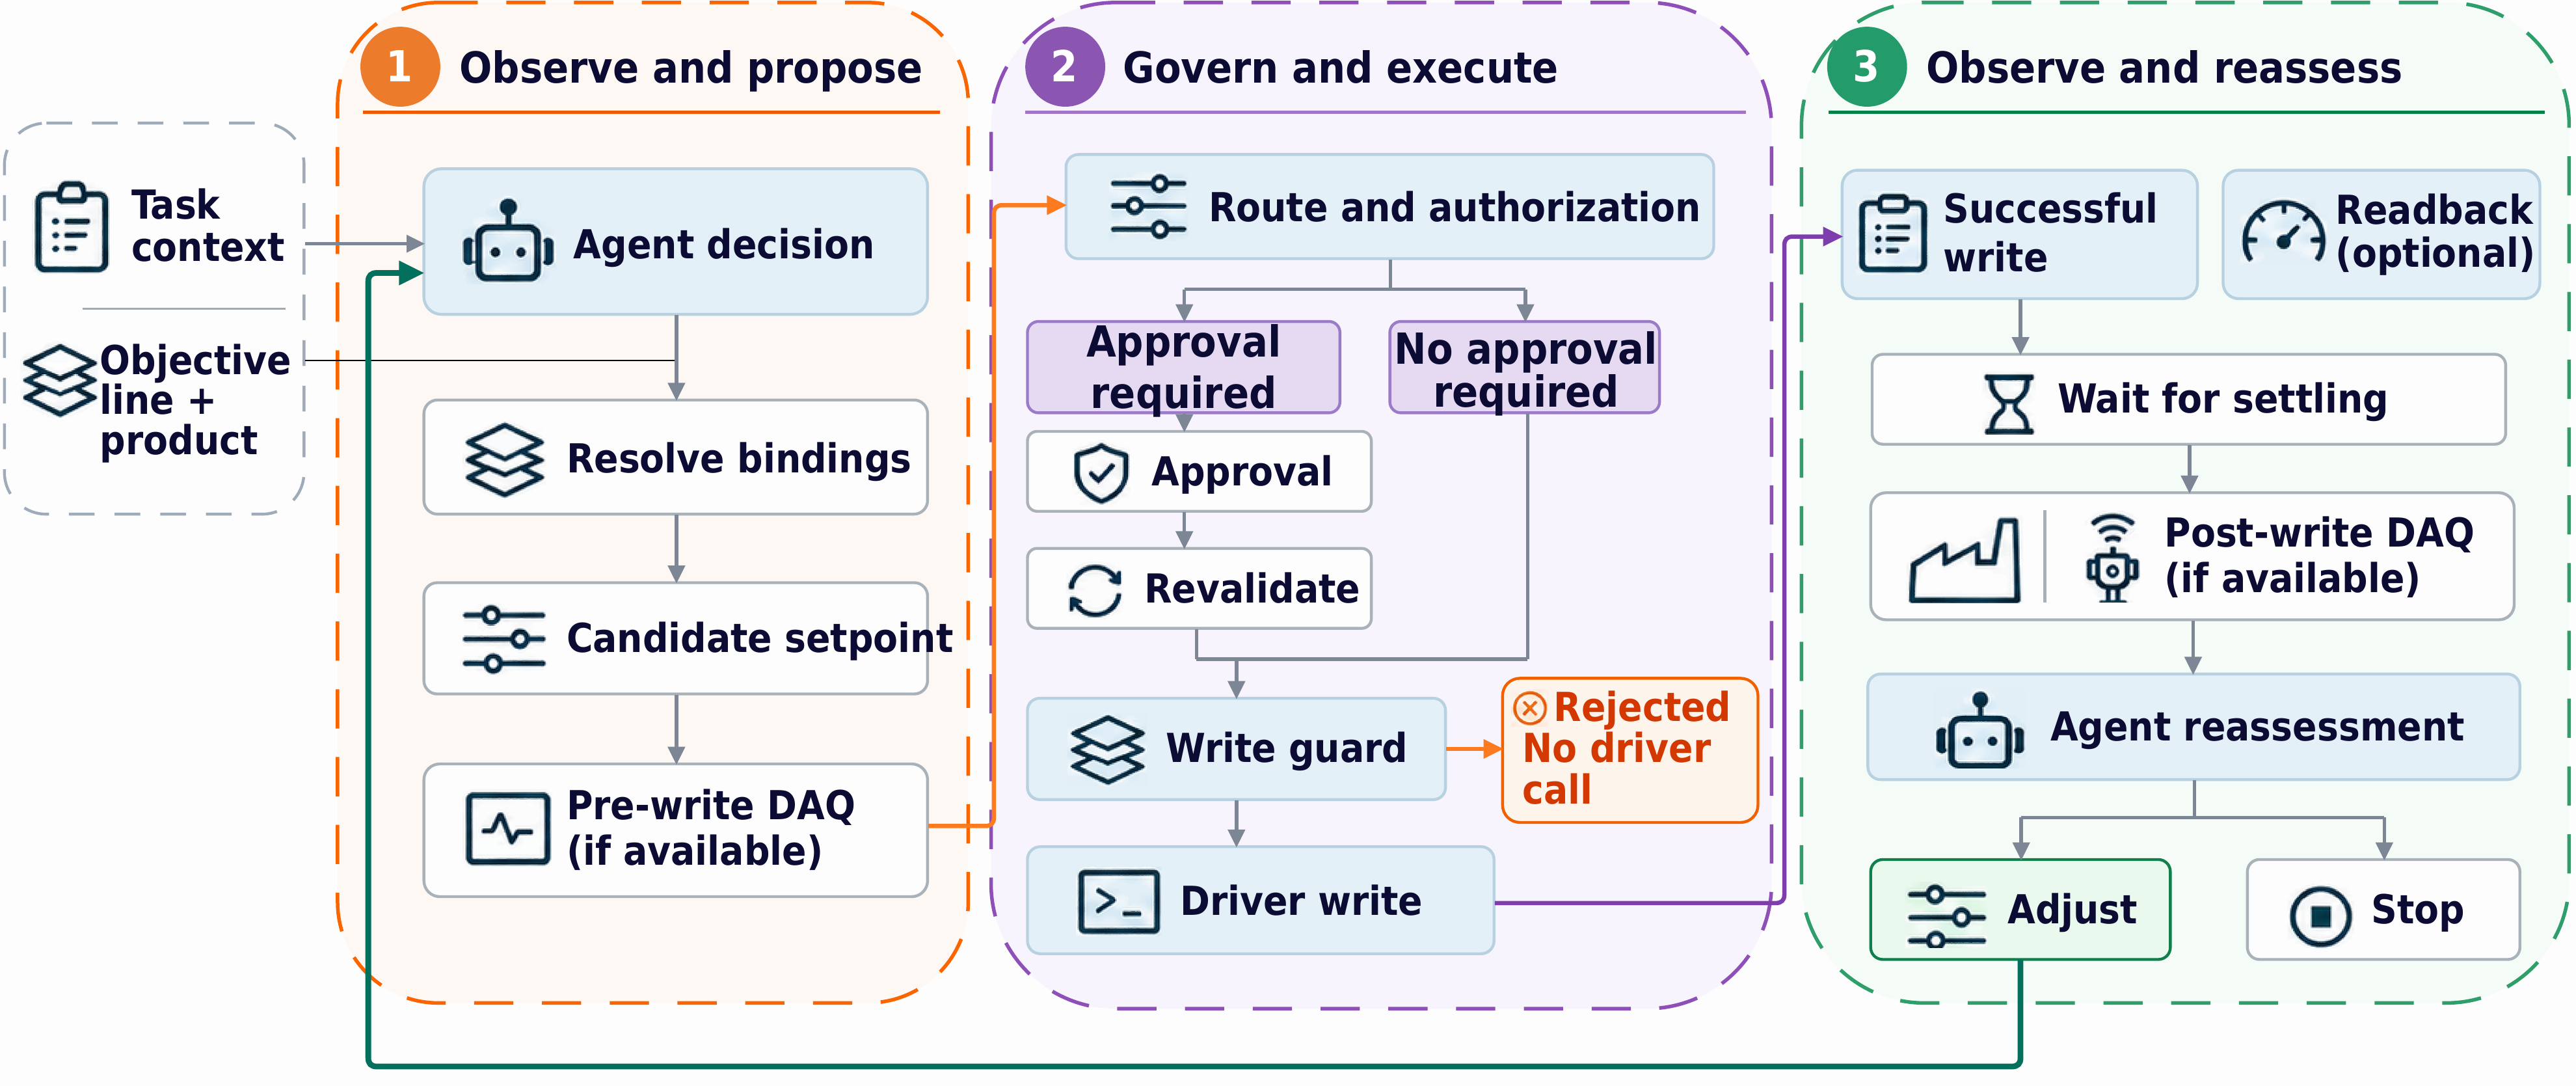 1 Observe and propose
Task
context
Objective
line +
product
Agent decision
Resolve bindings
Candidate setpoint
Pre-write DAQ
(if available)
2 Govern and execute
Route and authorization
Approval
required
No approval
required
Approval
Revalidate
Write guard
Rejected
No driver
call
Driver write
3 Observe and reassess
Successful
write
Readback
(optional)
Wait for settling
Post-write DAQ
(if available)
Agent reassessment
Adjust
Stop